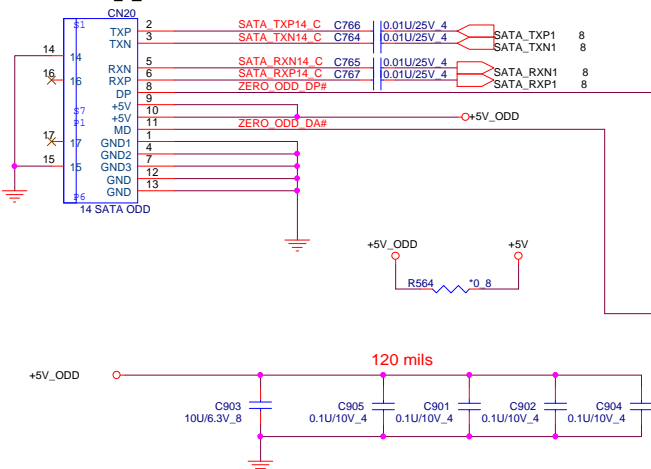 CN20
S1
TXP 2 SATA_TXP14_C C766 0.01U/25V_4 SATA_TXP1 8
TXN 3 SATA_TXN14_C C764 0.01U/25V_4 SATA_TXN1 8
14 14
RXN 5 SATA_RXN14_C C765 0.01U/25V_4 SATA_RXN1 8
16 16 RXP 6 SATA_RXP14_C C767 0.01U/25V_4 SATA_RXP1 8
DP 8 ZERO_ODD_DP#
+5V 9
S7 +5V 10 +5V_ODD
P1 MD 11 ZERO_ODD_DA#
17 17 GND1 1
GND2 4
15 15 GND3 7
GND 12
P6 GND 13
14 SATA ODD
+5V_ODD +5V
R564 *0_8
120 mils
+5V_ODD
C903 C905 C901 C902 C904
10U/6.3V_8 0.1U/10V_4 0.1U/10V_4 0.1U/10V_4 0.1U/10V_4